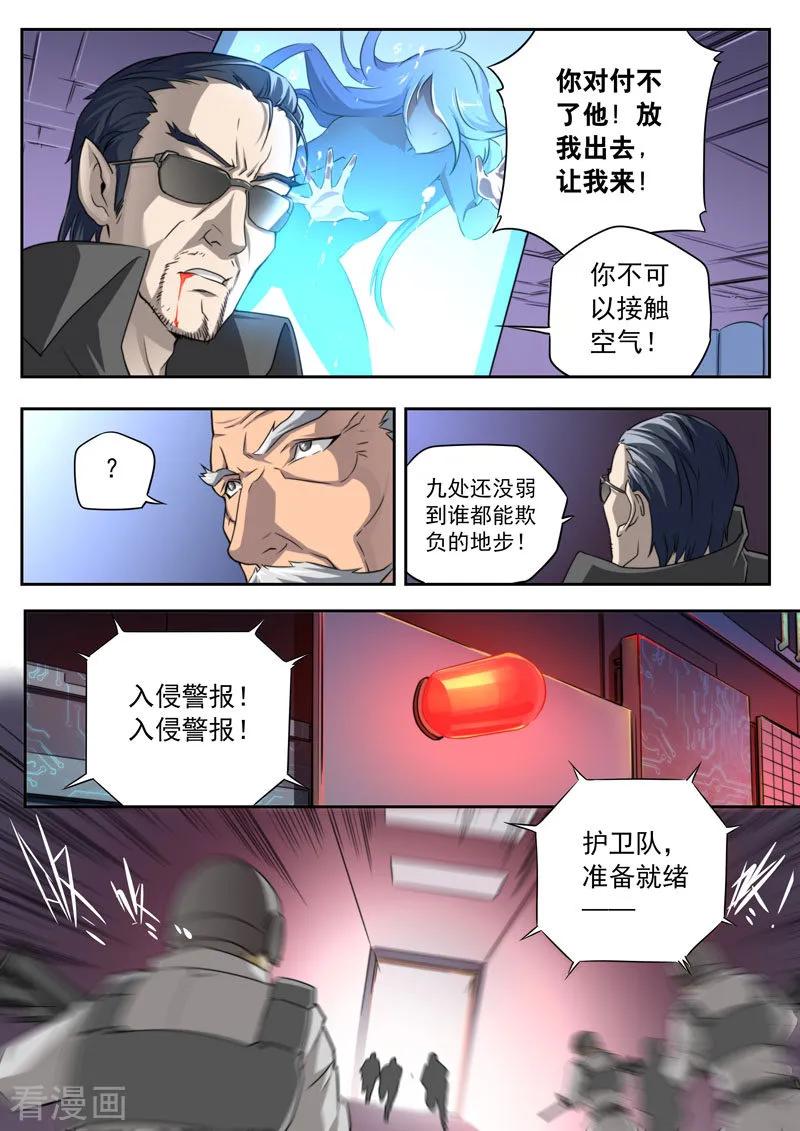 你对付不
了他！放
我出去，
让我来！
你不可
以接触
空气！
？
九处还没弱
到谁都能欺
负的地步！
入侵警报！
入侵警报！
护卫队，
准备就绪
——
看漫画